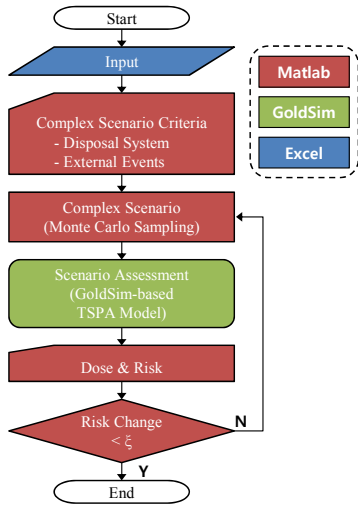 Start
Input
Complex Scenario Criteria
- Disposal System
- External Events
Complex Scenario
(Monte Carlo Sampling)
Scenario Assessment
(GoldSim-based
TSPA Model)
Dose & Risk
Risk Change
< ξ
N
Y
End
Matlab
GoldSim
Excel